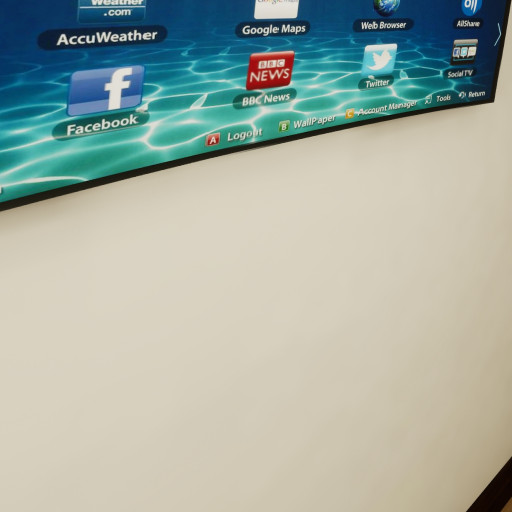 Weather
.com
AccuWeather
Google Maps
Web Browser
AllShare
f
Facebook
BBC
NEWS
BBC News
Twitter
Social TV
A Logout
B WallPaper
C Account Manager
Tools
Return